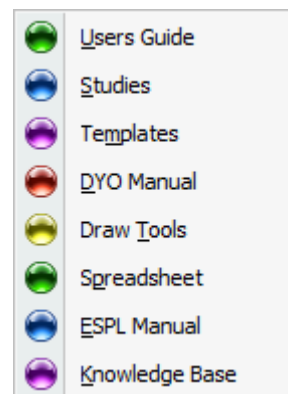 Users Guide
Studies
Templates
DYO Manual
Draw Tools
Spreadsheet
ESPL Manual
Knowledge Base